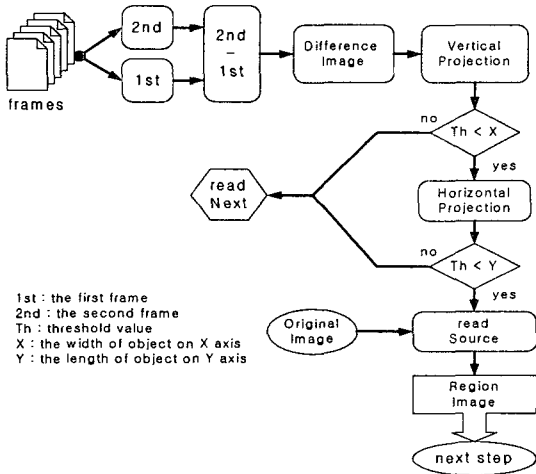 frames
2nd
1st
2nd
–
1st
Difference
Image
Vertical
Projection
no
Th < X
yes
read
Next
Horizontal
Projection
no
Th < Y
yes
1st : the first frame
2nd : the second frame
Th : threshold value
X : the width of object on X axis
Y : the length of object on Y axis
Original
Image
read
Source
Region
Image
next step